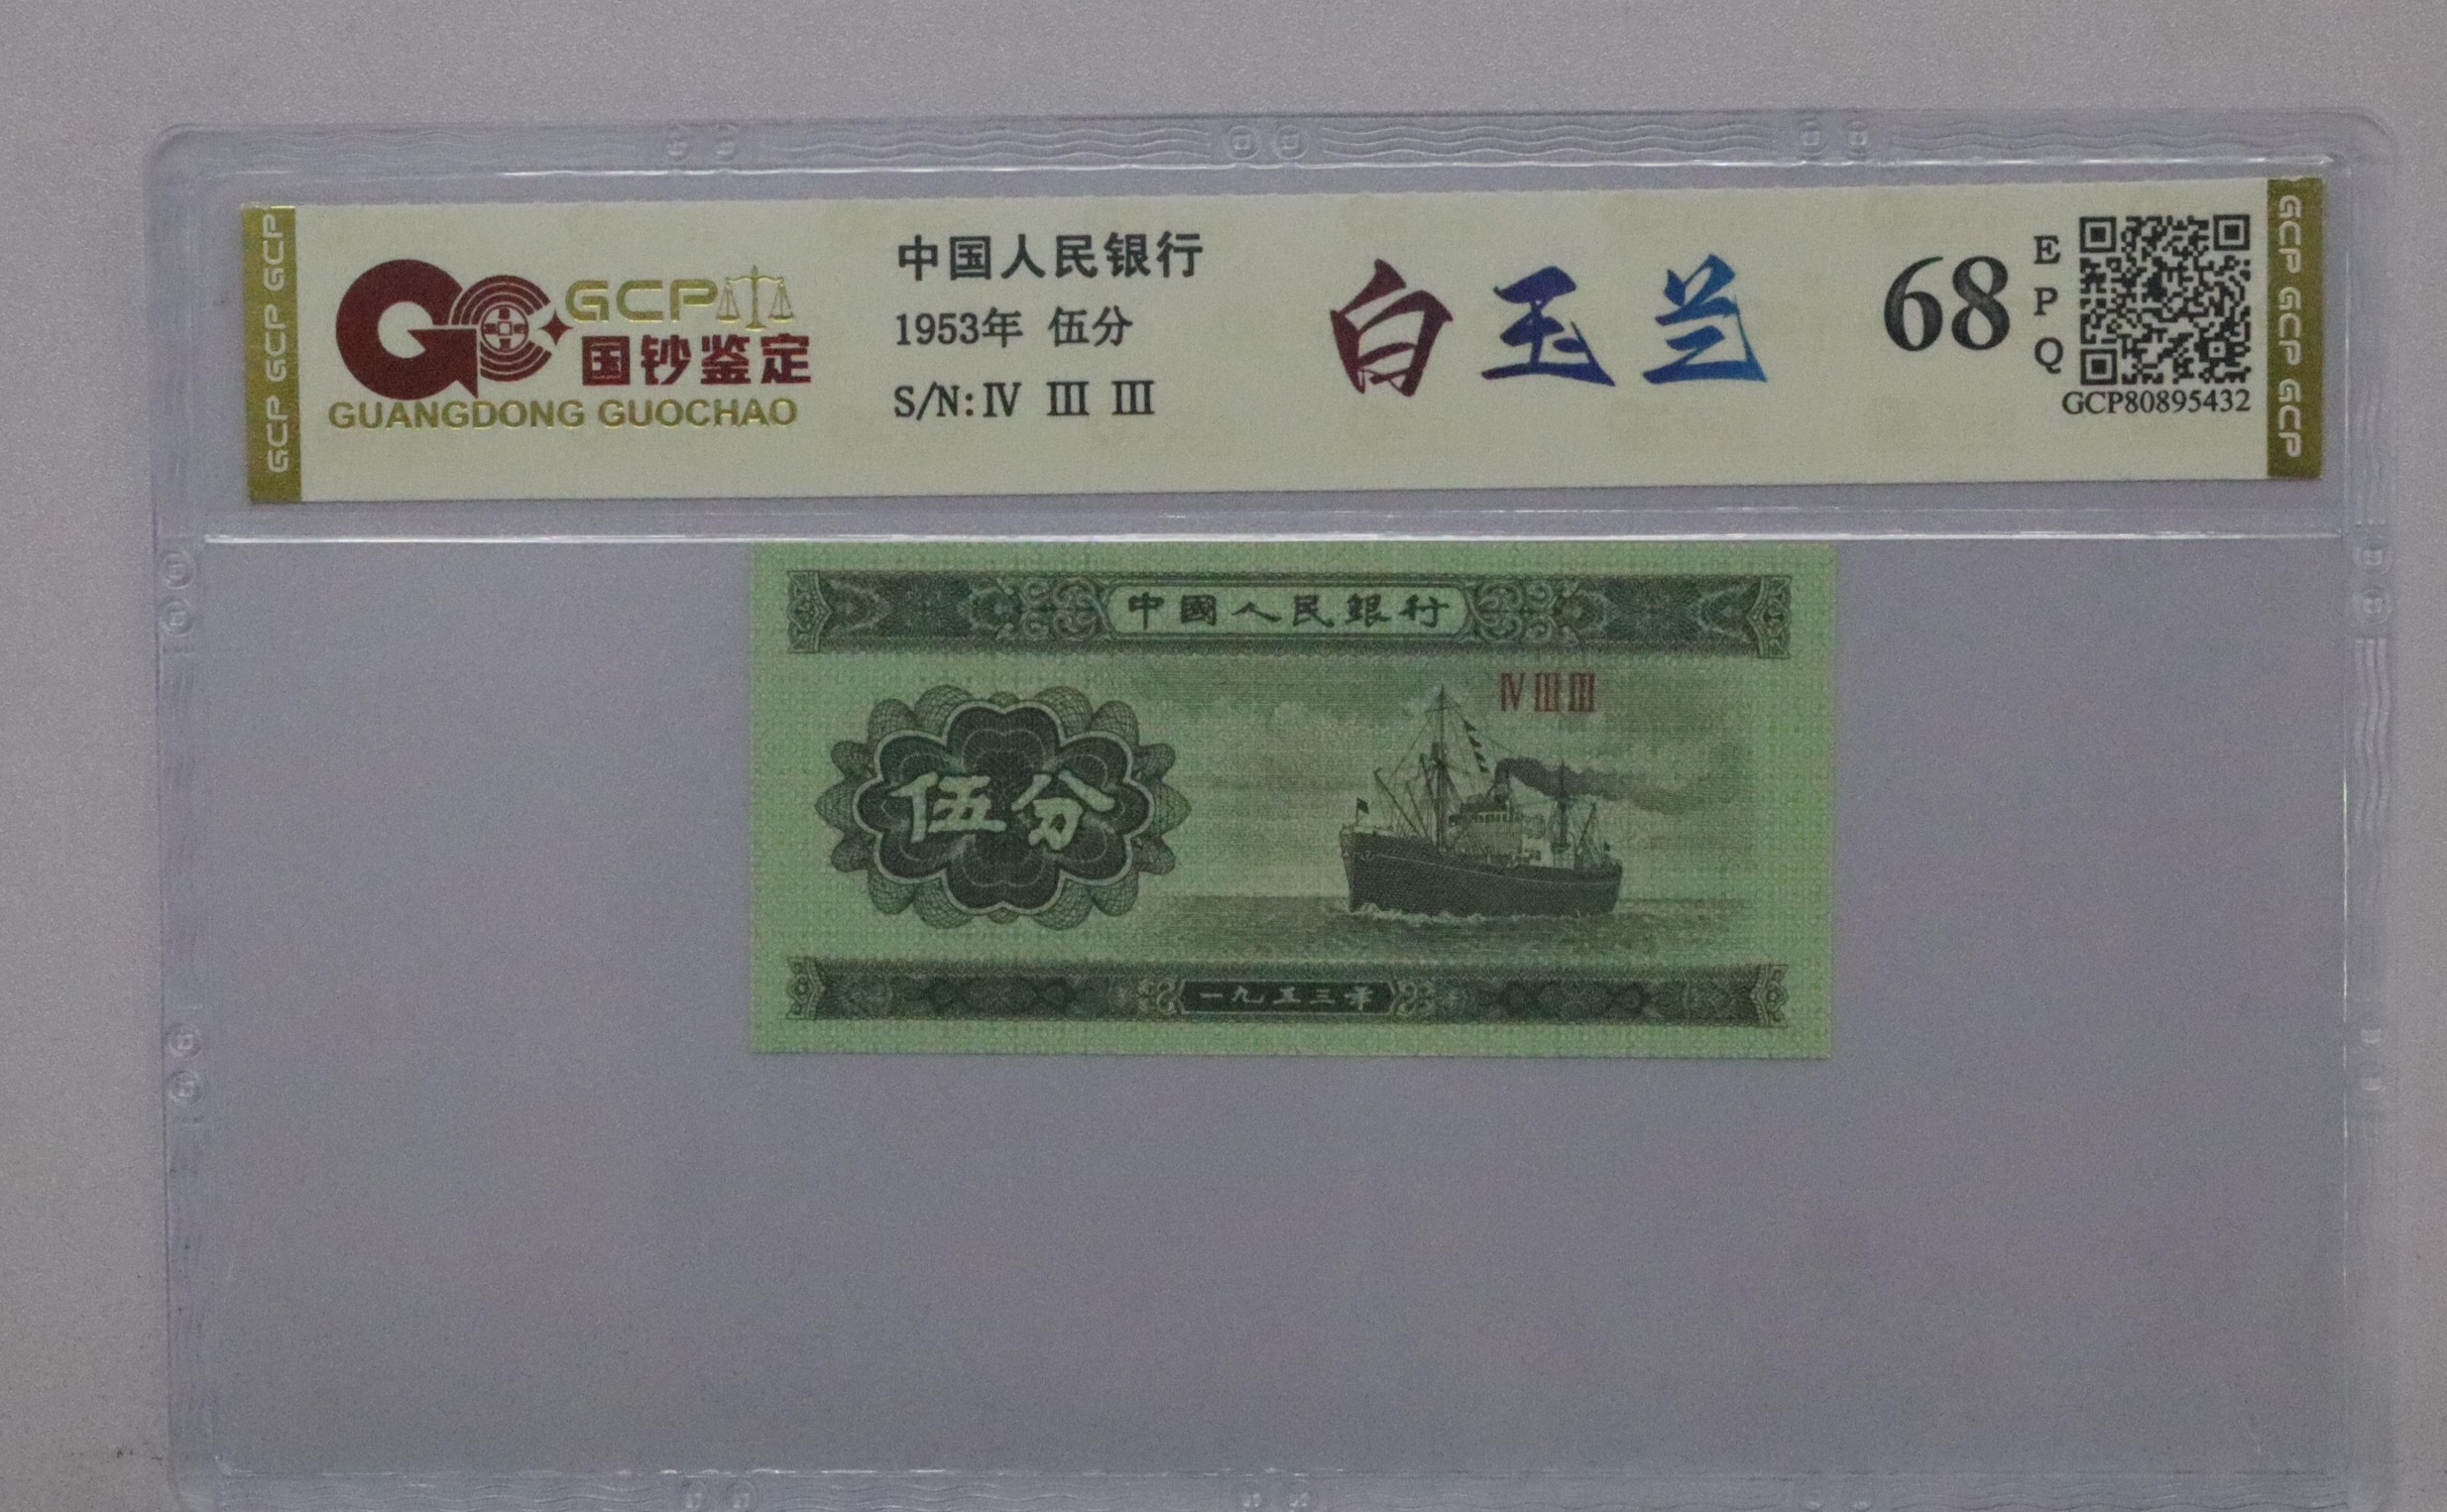 GCP GCP GCP
GCP
国钞鉴定
GUANGDONG GUOCHAO
中国人民银行
1953年 伍分
S/N: Ⅳ Ⅲ Ⅲ
白玉兰
68
E
P
Q
GCP80895432
GCP GCP GCP
中國人民銀行
Ⅳ Ⅲ Ⅲ
伍分
一九五三年